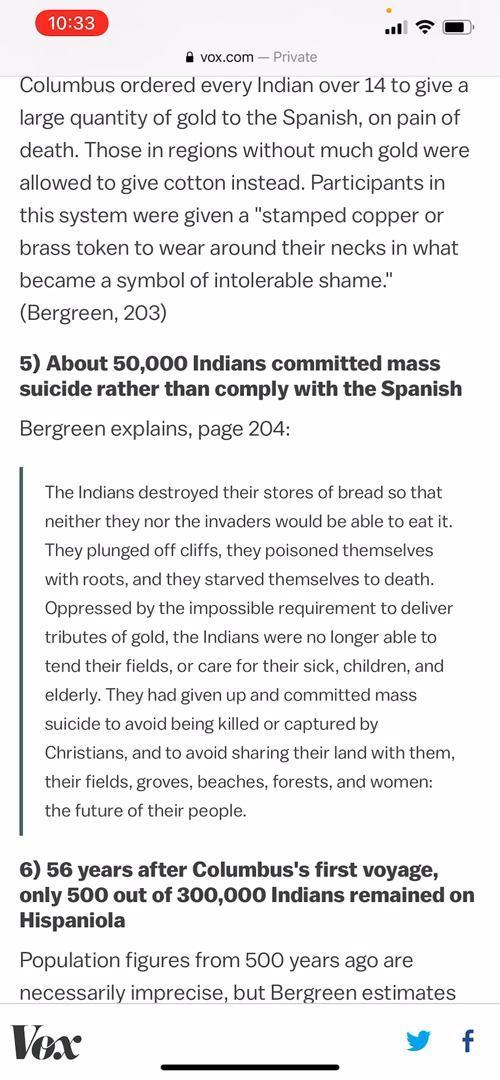 10:33
vox.com — Private
Columbus ordered every Indian over 14 to give a
large quantity of gold to the Spanish, on pain of
death. Those in regions without much gold were
allowed to give cotton instead. Participants in
this system were given a "stamped copper or
brass token to wear around their necks in what
became a symbol of intolerable shame."
(Bergreen, 203)
5) About 50,000 Indians committed mass
suicide rather than comply with the Spanish
Bergreen explains, page 204:
The Indians destroyed their stores of bread so that
neither they nor the invaders would be able to eat it.
They plunged off cliffs, they poisoned themselves
with roots, and they starved themselves to death.
Oppressed by the impossible requirement to deliver
tributes of gold, the Indians were no longer able to
tend their fields, or care for their sick, children, and
elderly. They had given up and committed mass
suicide to avoid being killed or captured by
Christians, and to avoid sharing their land with them,
their fields, groves, beaches, forests, and women:
the future of their people.
6) 56 years after Columbus's first voyage,
only 500 out of 300,000 Indians remained on
Hispaniola
Population figures from 500 years ago are
necessarily imprecise, but Bergreen estimates
Vox